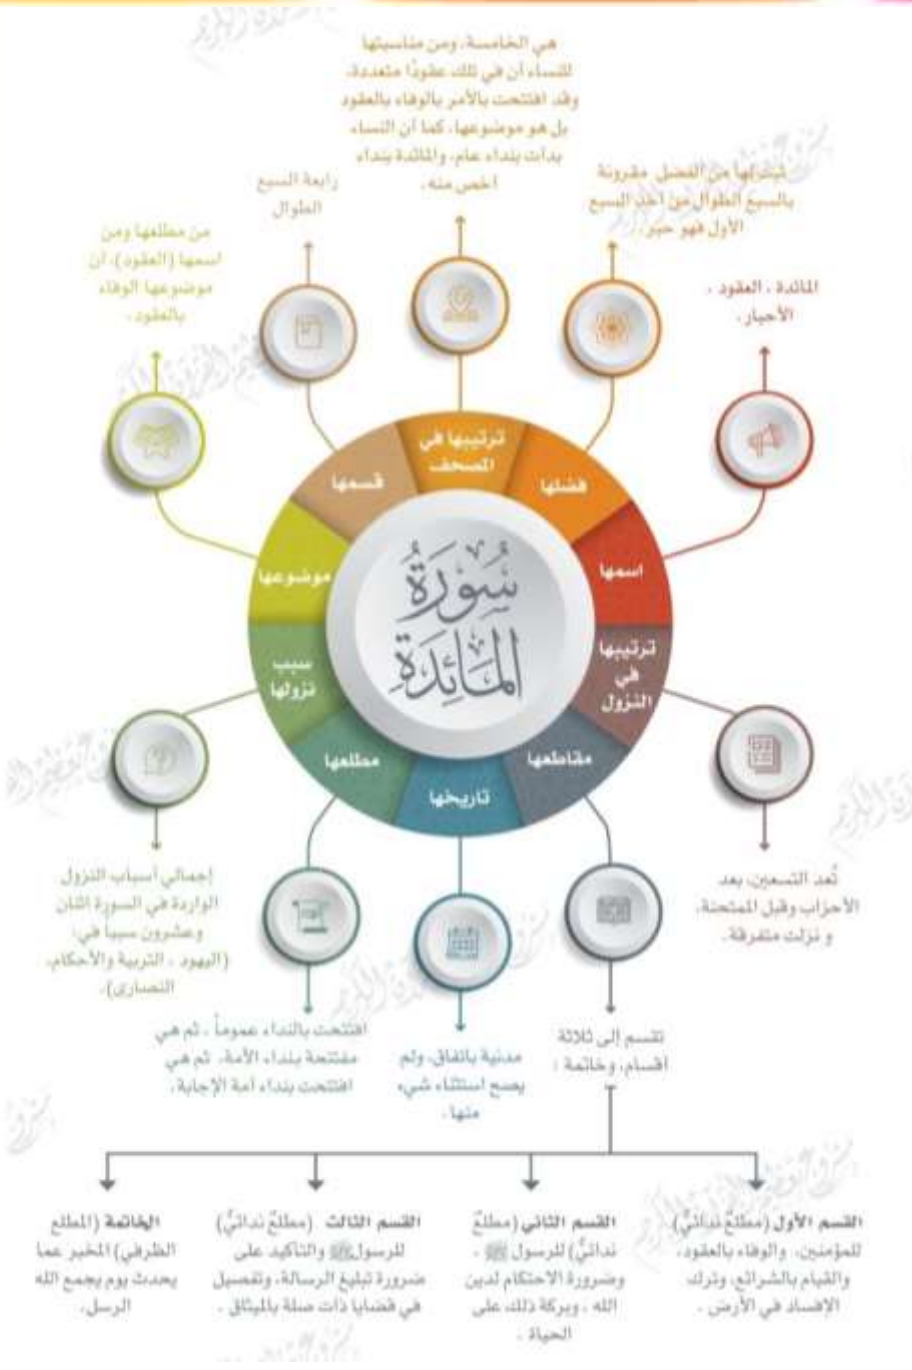 سُورَةُ
المَائِدَةِ
اسمها
المائدة ، العقود ،
الأحبار .
فضلها
ثبت لها من الفضل مقرونة
بالسبع الطوال من أخذ السبع
الأول فهو حبر .
ترتيبها في
المصحف
هي الخامسة، ومن مناسبتها
للنساء أن في تلك عقودًا متعددة،
وقد افتتحت بالأمر بالوفاء بالعقود
بل هو موضوعها، كما أن النساء
بدأت بنداء عام، والمائدة بنداء
أخص منه .
قسمها
رابعة السبع
الطوال
موضوعها
من مطلعها ومن
اسمها (العقود)، أن
موضوعها الوفاء
بالعقود .
سبب
نزولها
إجمالي أسباب النزول
الواردة في السورة اثنان
وعشرون سبباً في:
(اليهود ، التربية والأحكام،
النصارى).
مطلعها
افتتحت بالنداء عموماً ، ثم هي
مفتتحة بنداء الأمة، ثم هي
افتتحت بنداء أمة الإجابة .
تاريخها
مدنية باتفاق، ولم
يصح استثناء شيء
منها .
مقاطعها
تقسم إلى ثلاثة
أقسام، وخاتمة :
ترتيبها
في
النزول
تُعد التسعين، بعد
الأحزاب وقبل الممتحنة،
و نزلت متفرقة .
القسم الأول (مطلعٌ ندائيٌّ)
للمؤمنين، والوفاء بالعقود،
والقيام بالشرائع، وترك
الإفساد في الأرض .
القسم الثاني (مطلعٌ
ندائيٌّ) للرسول ﷺ ،
وضرورة الاحتكام لدين
الله ، وبركة ذلك على
الحياة .
القسم الثالث (مطلعٌ ندائيٌّ)
للرسول ﷺ والتأكيد على
ضرورة تبليغ الرسالة، وتفصيل
في قضايا ذات صلة بالميثاق .
الخاتمة (المطلع
الظرفي) المخبر عما
يحدث يوم يجمع الله
الرسل.